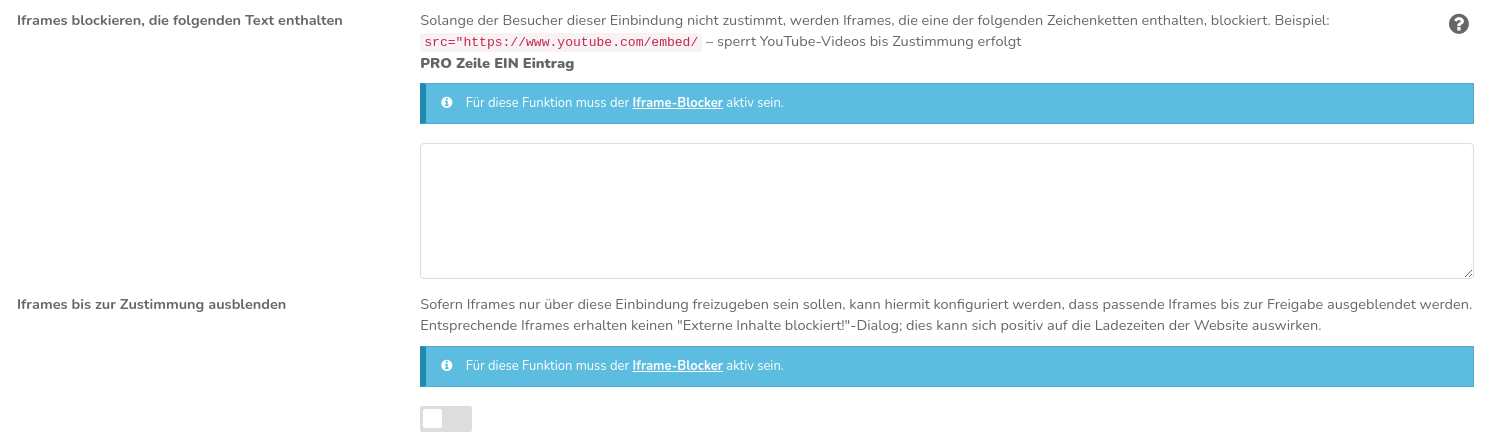 Iframes blockieren, die folgenden Text enthalten
Solange der Besucher dieser Einbindung nicht zustimmt, werden Iframes, die eine der folgenden Zeichenketten enthalten, blockiert. Beispiel:
src="https://www.youtube.com/embed/ – sperrt YouTube-Videos bis Zustimmung erfolgt
PRO Zeile EIN Eintrag
Für diese Funktion muss der Iframe-Blocker aktiv sein.
Iframes bis zur Zustimmung ausblenden
Sofern Iframes nur über diese Einbindung freizugeben sein sollen, kann hiermit konfiguriert werden, dass passende Iframes bis zur Freigabe ausgeblendet werden.
Entsprechende Iframes erhalten keinen "Externe Inhalte blockiert!"-Dialog; dies kann sich positiv auf die Ladezeiten der Website auswirken.
Für diese Funktion muss der Iframe-Blocker aktiv sein.